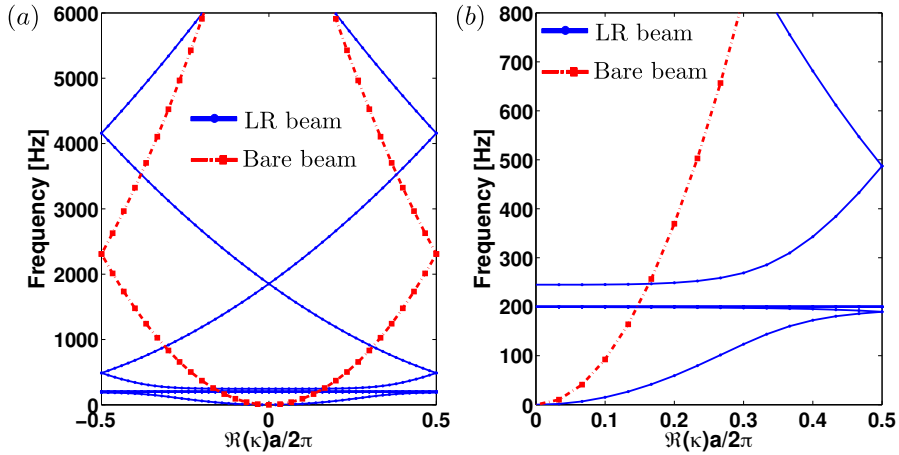 (a)
6000
5000
4000
3000
2000
1000
0
Frequency [Hz]
LR beam
Bare beam
−0.5
0
0.5
ℜ(κ)a/2π
(b)
800
700
600
500
400
300
200
100
0
Frequency [Hz]
LR beam
Bare beam
0
0.1
0.2
0.3
0.4
0.5
ℜ(κ)a/2π